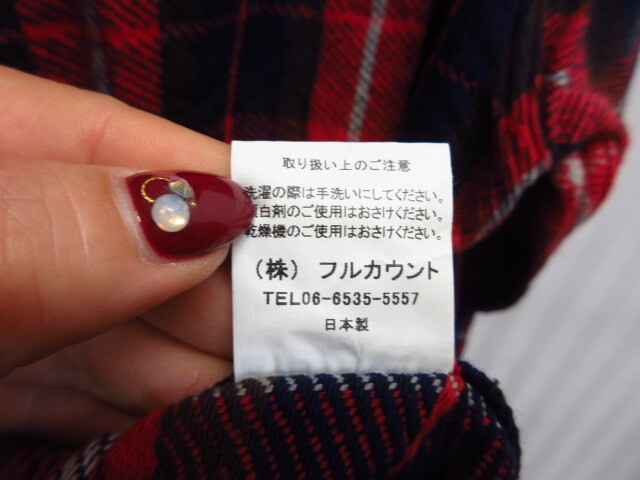 取り扱い上のご注意
洗濯の際は手洗いにしてください。
漂白剤のご使用はおさけください。
乾燥機のご使用はおさけください。
(株) フルカウント
TEL06-6535-5557
日本製